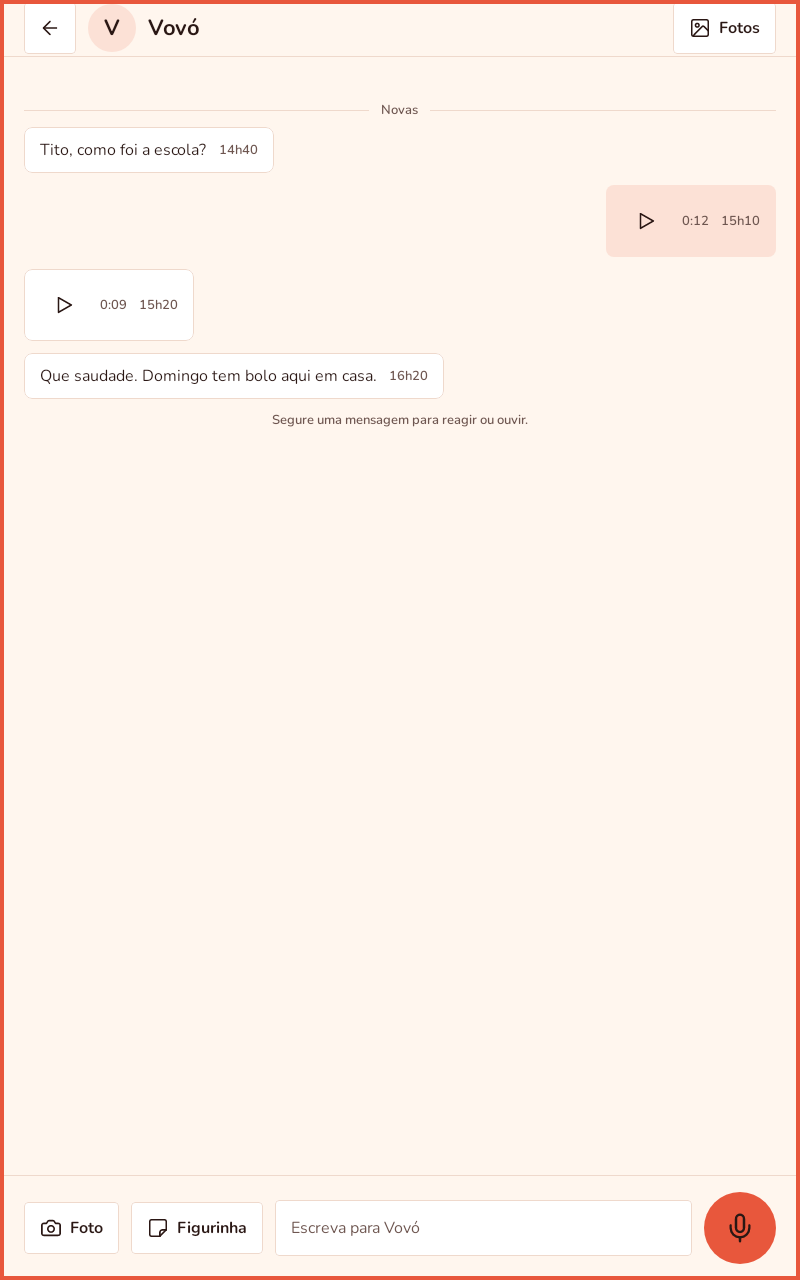 V Vovó Fotos
Novas
Tito, como foi a escola? 14h40
0:12 15h10
0:09 15h20
Que saudade. Domingo tem bolo aqui em casa. 16h20
Segure uma mensagem para reagir ou ouvir.
Foto Figurinha Escreva para Vovó